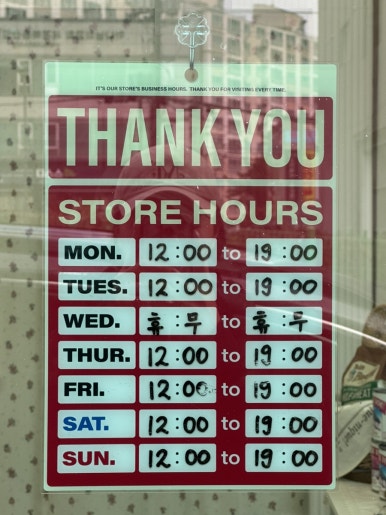 IT'S OUR STORE'S BUSINESS HOURS. THANK YOU FOR VISITING EVERY TIME.
THANK YOU
STORE HOURS
MON. 12:00 to 19:00
TUES. 12:00 to 19:00
WED. 휴:무 to 휴:무
THUR. 12:00 to 19:00
FRI. 12:00 to 19:00
SAT. 12:00 to 19:00
SUN. 12:00 to 19:00